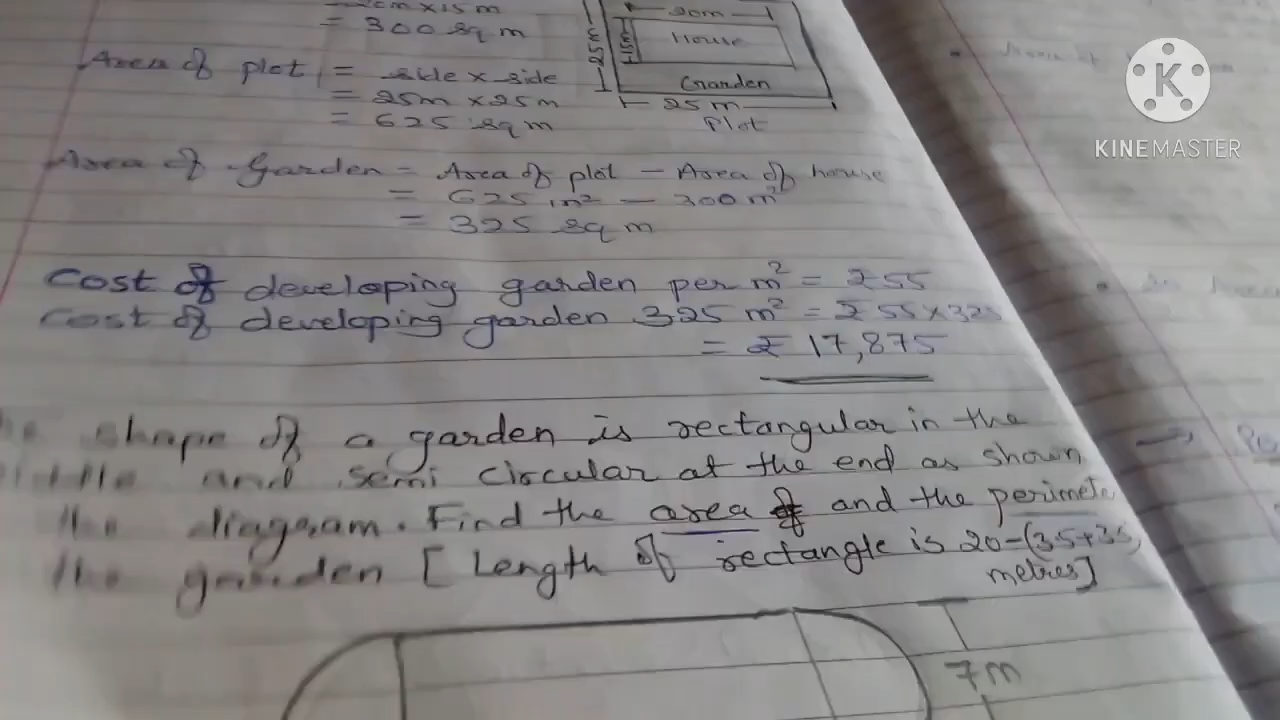 = 300 sq m
Area of plot = side × side
= 25m × 25m
= 625 sq m
20m
15m
25m
House
Garden
25m
Plot
Area of Garden = Area of plot - Area of house
= 625 m² - 300 m²
= 325 sq m
Cost of developing garden per m² = ₹55
Cost of developing garden 325 m² = ₹55×325
= ₹17,875
shape of a garden is rectangular in the
and semi circular at the end as shown
the diagram. Find the area and the perimete
the garden [Length of rectangle is 20-(3.5+3.5
metres]
7m
K
KINEMASTER